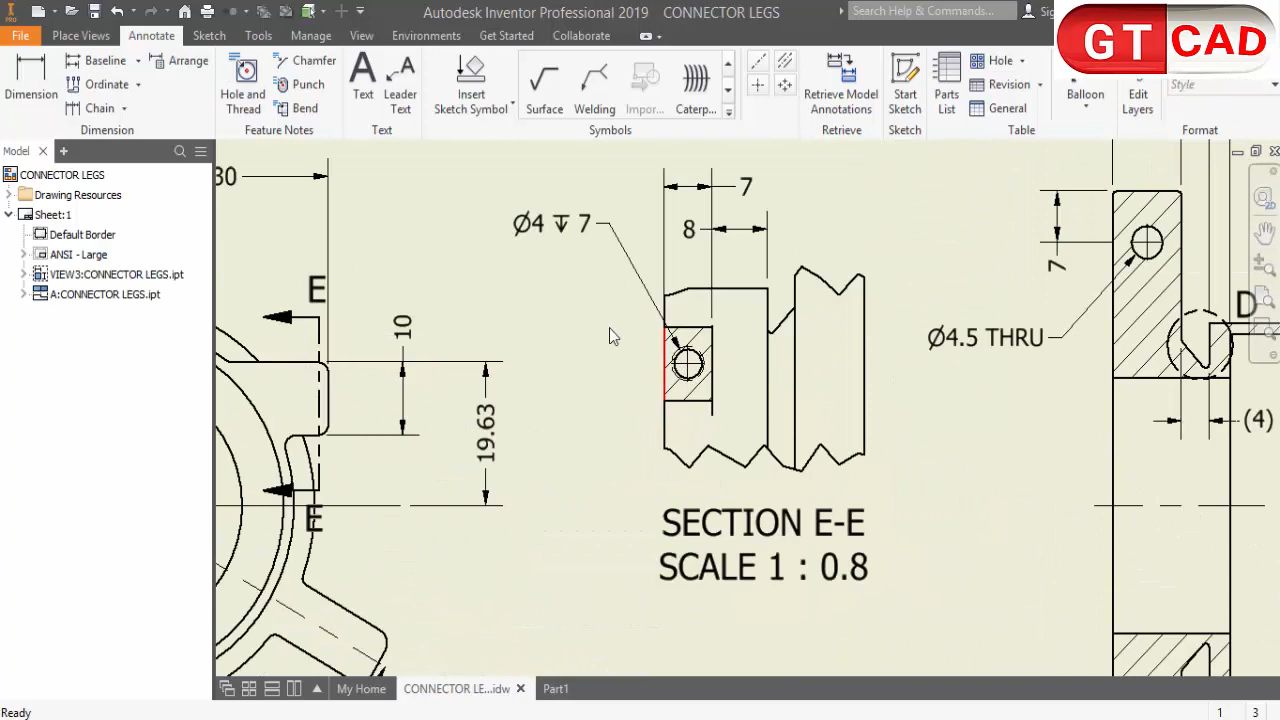 PRO
Autodesk Inventor Professional 2019 CONNECTOR LEGS
Search Help & Commands...
GT CAD
File Place Views Annotate Sketch Tools Manage View Environments Get Started Collaborate
Dimension
Baseline
Ordinate
Chain
Arrange
Dimension
Hole and Thread
Chamfer
Punch
Bend
Feature Notes
Text
Leader Text
Text
Insert Sketch Symbol
Surface
Welding
Impor...
Caterp...
Symbols
Retrieve Model Annotations
Retrieve
Start Sketch
Sketch
Parts List
Hole
Revision
General
Table
Balloon
Edit Layers
Style
Format
Model
CONNECTOR LEGS
Drawing Resources
Sheet:1
Default Border
ANSI - Large
VIEW3:CONNECTOR LEGS.ipt
A:CONNECTOR LEGS.ipt
30
E
10
19.63
E
7
Ø4 ↧ 7
8
7
D
Ø4.5 THRU
(4)
SECTION E-E
SCALE 1 : 0.8
My Home CONNECTOR LE...idw Part1
Ready
1 3